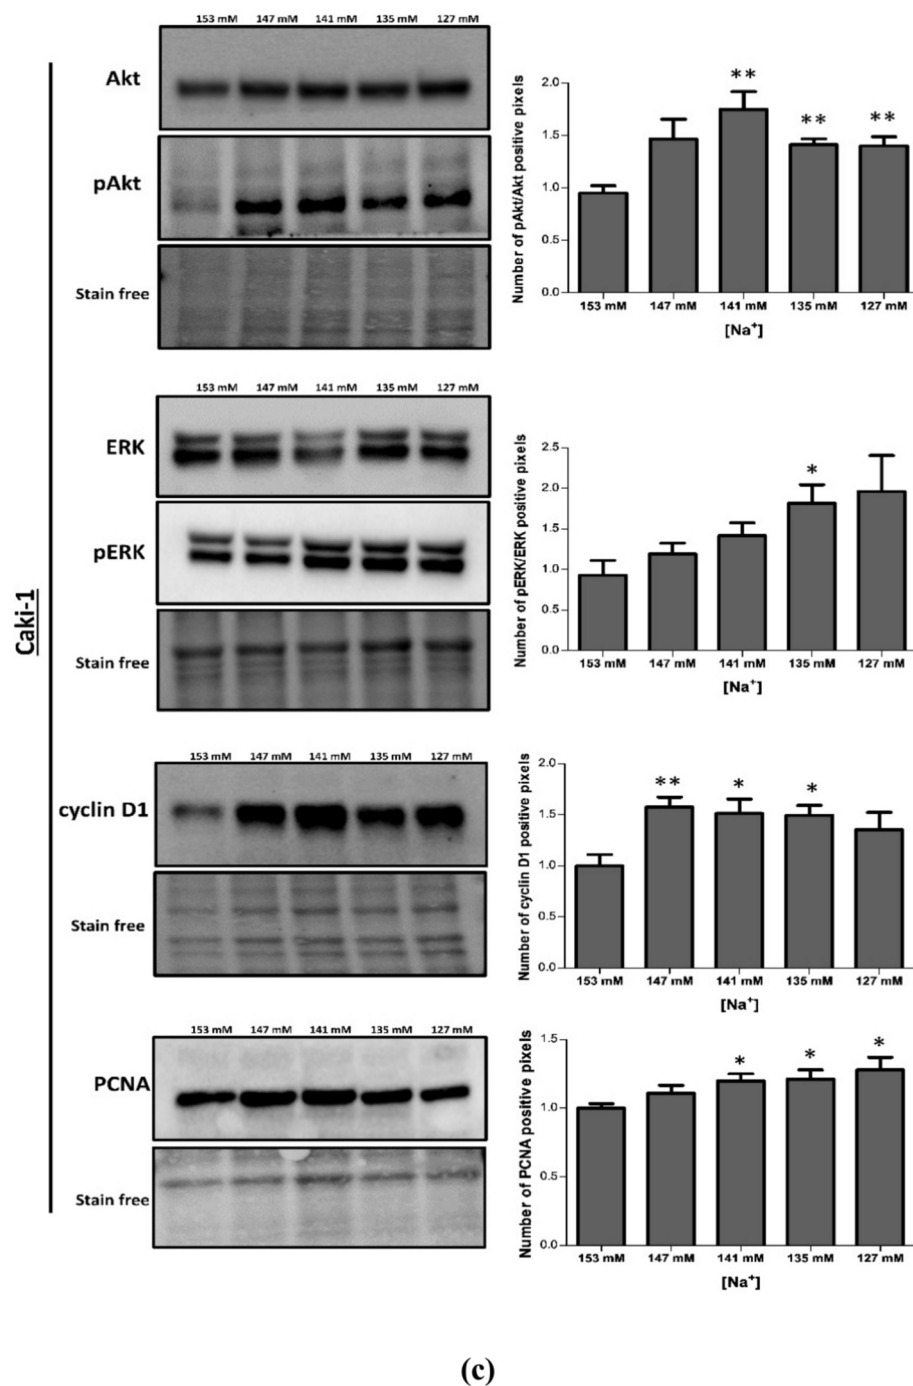 Caki-1
153 mM 147 mM 141 mM 135 mM 127 mM
Akt
pAkt
Stain free
Number of pAkt/Akt positive pixels
2.0
1.5
1.0
0.5
0.0
** ** **
153 mM 147 mM 141 mM 135 mM 127 mM
[Na+]
153 mM 147 mM 141 mM 135 mM 127 mM
ERK
pERK
Stain free
Number of pERK/ERK positive pixels
2.5
2.0
1.5
1.0
0.5
0.0
*
153 mM 147 mM 141 mM 135 mM 127 mM
[Na+]
153 mM 147 mM 141 mM 135 mM 127 mM
cyclin D1
Stain free
Number of cyclin D1 positive pixels
2.0
1.5
1.0
0.5
0.0
** * *
153 mM 147 mM 141 mM 135 mM 127 mM
[Na+]
153 mM 147 mM 141 mM 135 mM 127 mM
PCNA
Stain free
Number of PCNA positive pixels
1.5
1.0
0.5
0.0
* * *
153 mM 147 mM 141 mM 135 mM 127 mM
[Na+]
(c)